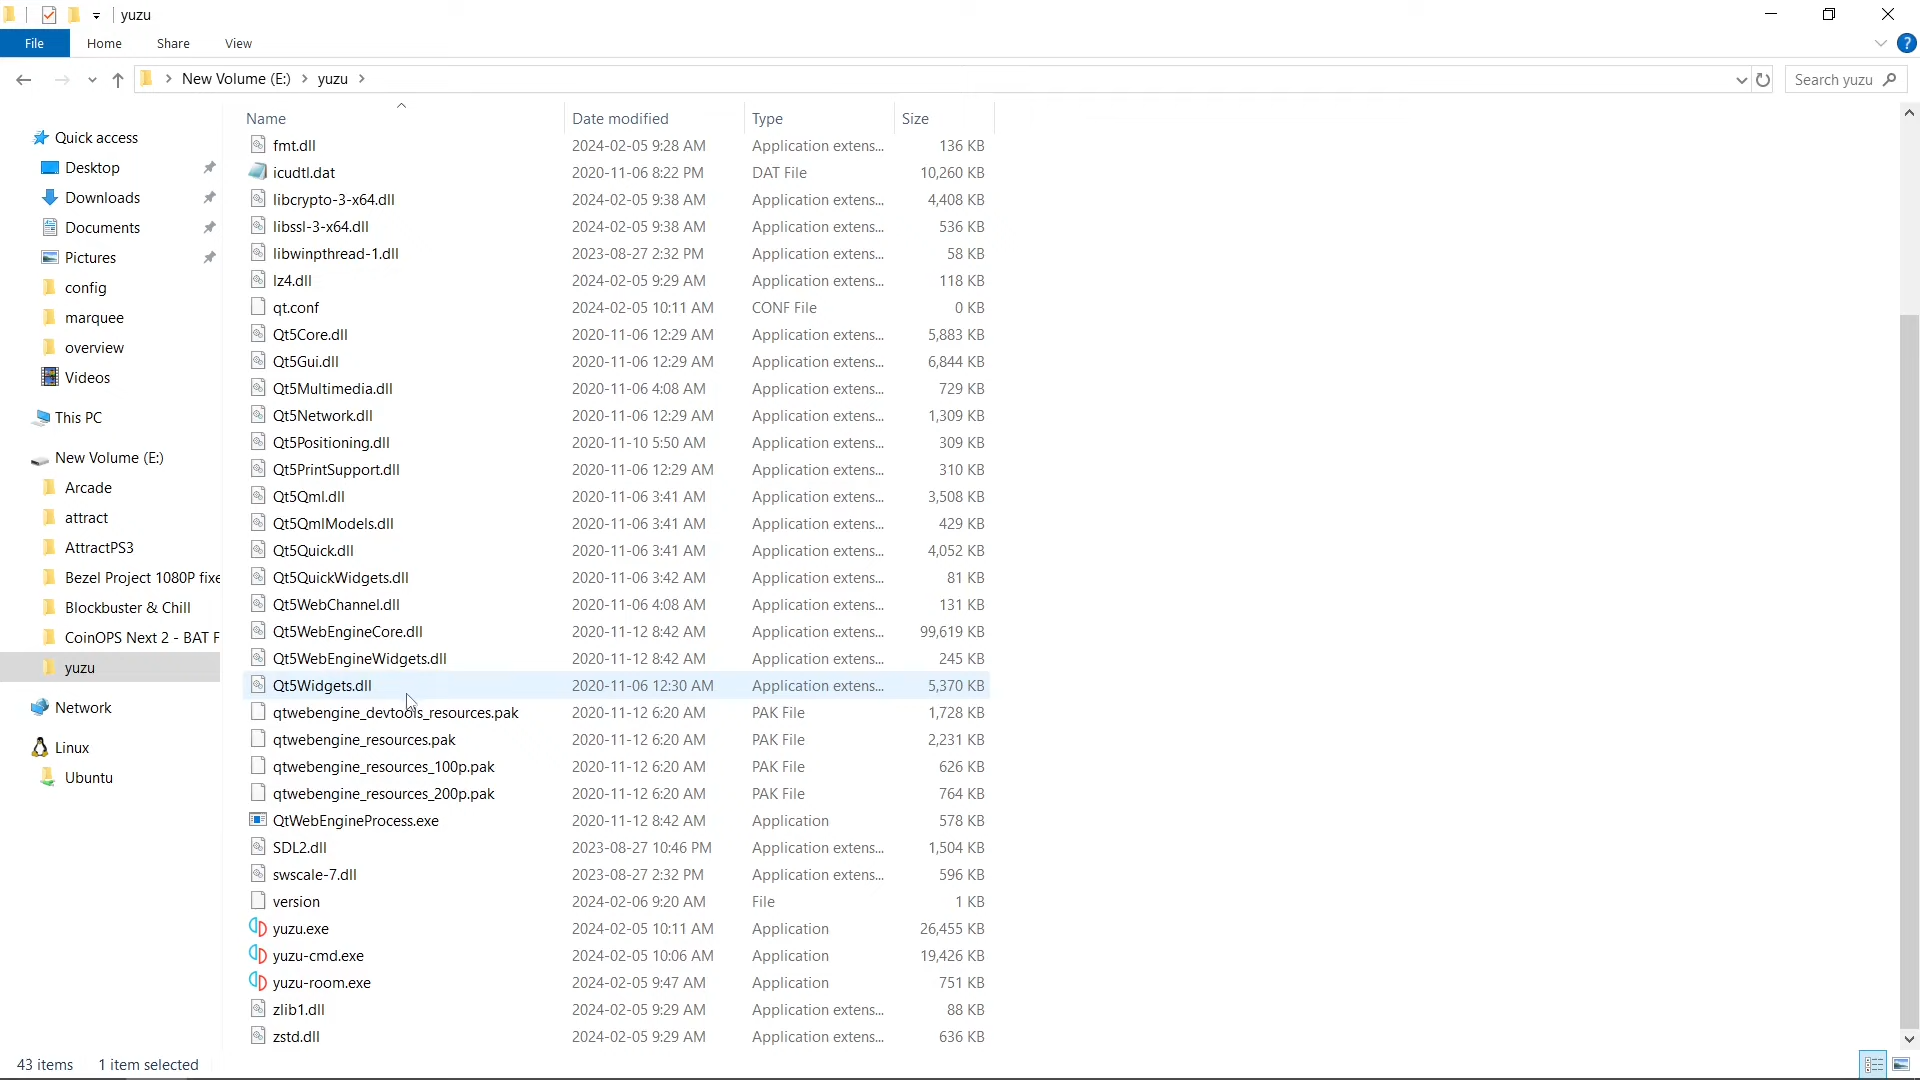 yuzu
File Home Share View
New Volume (E:) yuzu Search yuzu
Name Date modified Type Size
Quick access
Desktop
Downloads
Documents
Pictures
config
marquee
overview
Videos
This PC
New Volume (E:)
Arcade
attract
AttractPS3
Bezel Project 1080P fixe
Blockbuster & Chill
CoinOPS Next 2 - BAT F
yuzu
Network
Linux
Ubuntu
fmt.dll 2024-02-05 9:28 AM Application extens... 136 KB
icudtl.dat 2020-11-06 8:22 PM DAT File 10,260 KB
libcrypto-3-x64.dll 2024-02-05 9:38 AM Application extens... 4,408 KB
libssl-3-x64.dll 2024-02-05 9:38 AM Application extens... 536 KB
libwinpthread-1.dll 2023-08-27 2:32 PM Application extens... 58 KB
lz4.dll 2024-02-05 9:29 AM Application extens... 118 KB
qt.conf 2024-02-05 10:11 AM CONF File 0 KB
Qt5Core.dll 2020-11-06 12:29 AM Application extens... 5,883 KB
Qt5Gui.dll 2020-11-06 12:29 AM Application extens... 6,844 KB
Qt5Multimedia.dll 2020-11-06 4:08 AM Application extens... 729 KB
Qt5Network.dll 2020-11-06 12:29 AM Application extens... 1,309 KB
Qt5Positioning.dll 2020-11-10 5:50 AM Application extens... 309 KB
Qt5PrintSupport.dll 2020-11-06 12:29 AM Application extens... 310 KB
Qt5Qml.dll 2020-11-06 3:41 AM Application extens... 3,508 KB
Qt5QmlModels.dll 2020-11-06 3:41 AM Application extens... 429 KB
Qt5Quick.dll 2020-11-06 3:41 AM Application extens... 4,052 KB
Qt5QuickWidgets.dll 2020-11-06 3:42 AM Application extens... 81 KB
Qt5WebChannel.dll 2020-11-06 4:08 AM Application extens... 131 KB
Qt5WebEngineCore.dll 2020-11-12 8:42 AM Application extens... 99,619 KB
Qt5WebEngineWidgets.dll 2020-11-12 8:42 AM Application extens... 245 KB
Qt5Widgets.dll 2020-11-06 12:30 AM Application extens... 5,370 KB
qtwebengine_devtools_resources.pak 2020-11-12 6:20 AM PAK File 1,728 KB
qtwebengine_resources.pak 2020-11-12 6:20 AM PAK File 2,231 KB
qtwebengine_resources_100p.pak 2020-11-12 6:20 AM PAK File 626 KB
qtwebengine_resources_200p.pak 2020-11-12 6:20 AM PAK File 764 KB
QtWebEngineProcess.exe 2020-11-12 8:42 AM Application 578 KB
SDL2.dll 2023-08-27 10:46 PM Application extens... 1,504 KB
swscale-7.dll 2023-08-27 2:32 PM Application extens... 596 KB
version 2024-02-06 9:20 AM File 1 KB
yuzu.exe 2024-02-05 10:11 AM Application 26,455 KB
yuzu-cmd.exe 2024-02-05 10:06 AM Application 19,426 KB
yuzu-room.exe 2024-02-05 9:47 AM Application 751 KB
zlib1.dll 2024-02-05 9:29 AM Application extens... 88 KB
zstd.dll 2024-02-05 9:29 AM Application extens... 636 KB
43 items 1 item selected